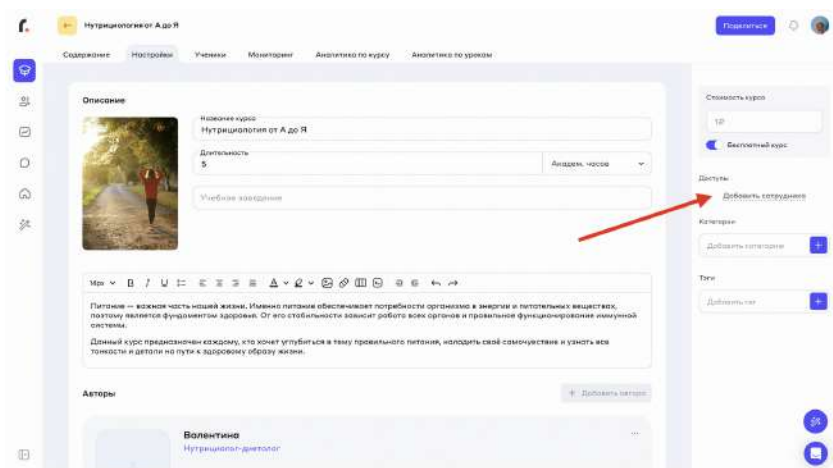 Нутрициология от А до Я
Поделиться
Содержание Настройки Ученики Мониторинг Аналитика по курсу Аналитика по урокам
Описание
Название курса
Нутрициология от А до Я
Длительность
5
Академ. часов
Учебное заведение
14px B I U A
Питание — важная часть нашей жизни. Именно питание обеспечивает потребности организма в энергии и питательных веществах,
поэтому является фундаментом здоровья. От его стабильности зависит работа всех органов и правильное функционирование иммунной
системы.
Данный курс предназначен каждому, кто хочет углубиться в тему правильного питания, наладить своё самочувствие и узнать все
тонкости и детали на пути к здоровому образу жизни.
Авторы
+ Добавить автора
Валентина
Нутрициолог-диетолог
Стоимость курса
1₽
Бесплатный курс
Доступы
Добавить сотрудника
Категории
Добавить категорию
Теги
Добавить тег